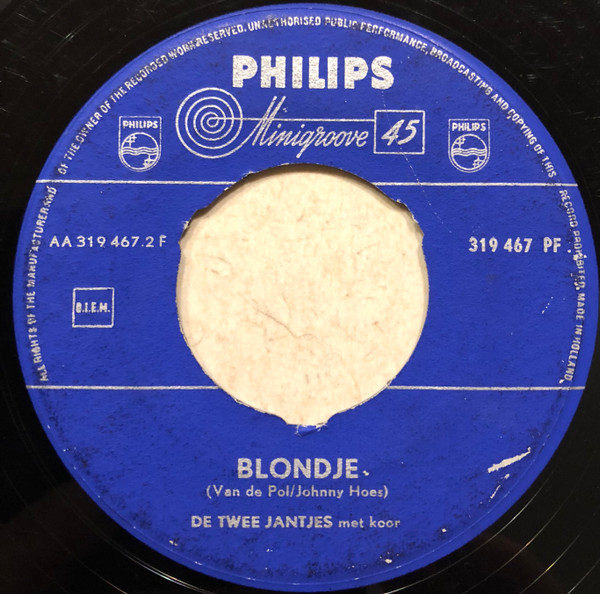 ALL RIGHTS OF THE MANUFACTURER AND OF THE OWNER OF THE RECORDED WORK RESERVED. UNAUTHORISED PUBLIC PERFORMANCE, BROADCASTING AND COPYING OF THIS RECORD PROHIBITED. MADE IN HOLLAND
PHILIPS
Minigroove 45
PHILIPS
PHILIPS
AA 319 467.2 F
319 467 PF
B.I.E.M.
BLONDJE
(Van de Pol/Johnny Hoes)
DE TWEE JANTJES met koor